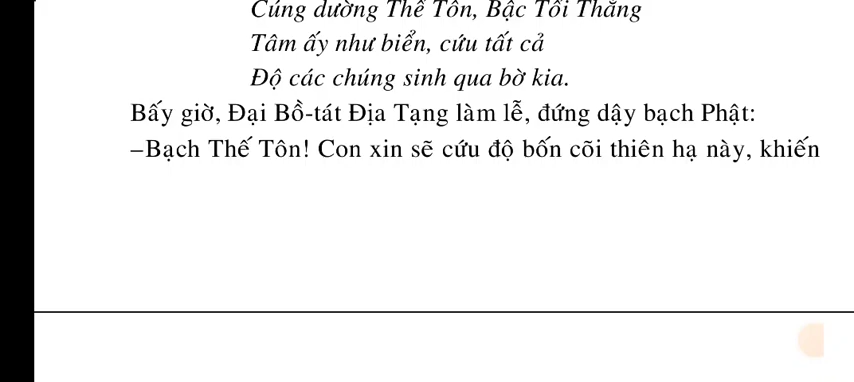 Cúng dường Thế Tôn, Bậc Tối Thắng
Tâm ấy như biển, cứu tất cả
Độ các chúng sinh qua bờ kia.
Bấy giờ, Đại Bồ-tát Địa Tạng làm lễ, đứng dậy bạch Phật:
–Bạch Thế Tôn! Con xin sẽ cứu độ bốn cõi thiên hạ này, khiến